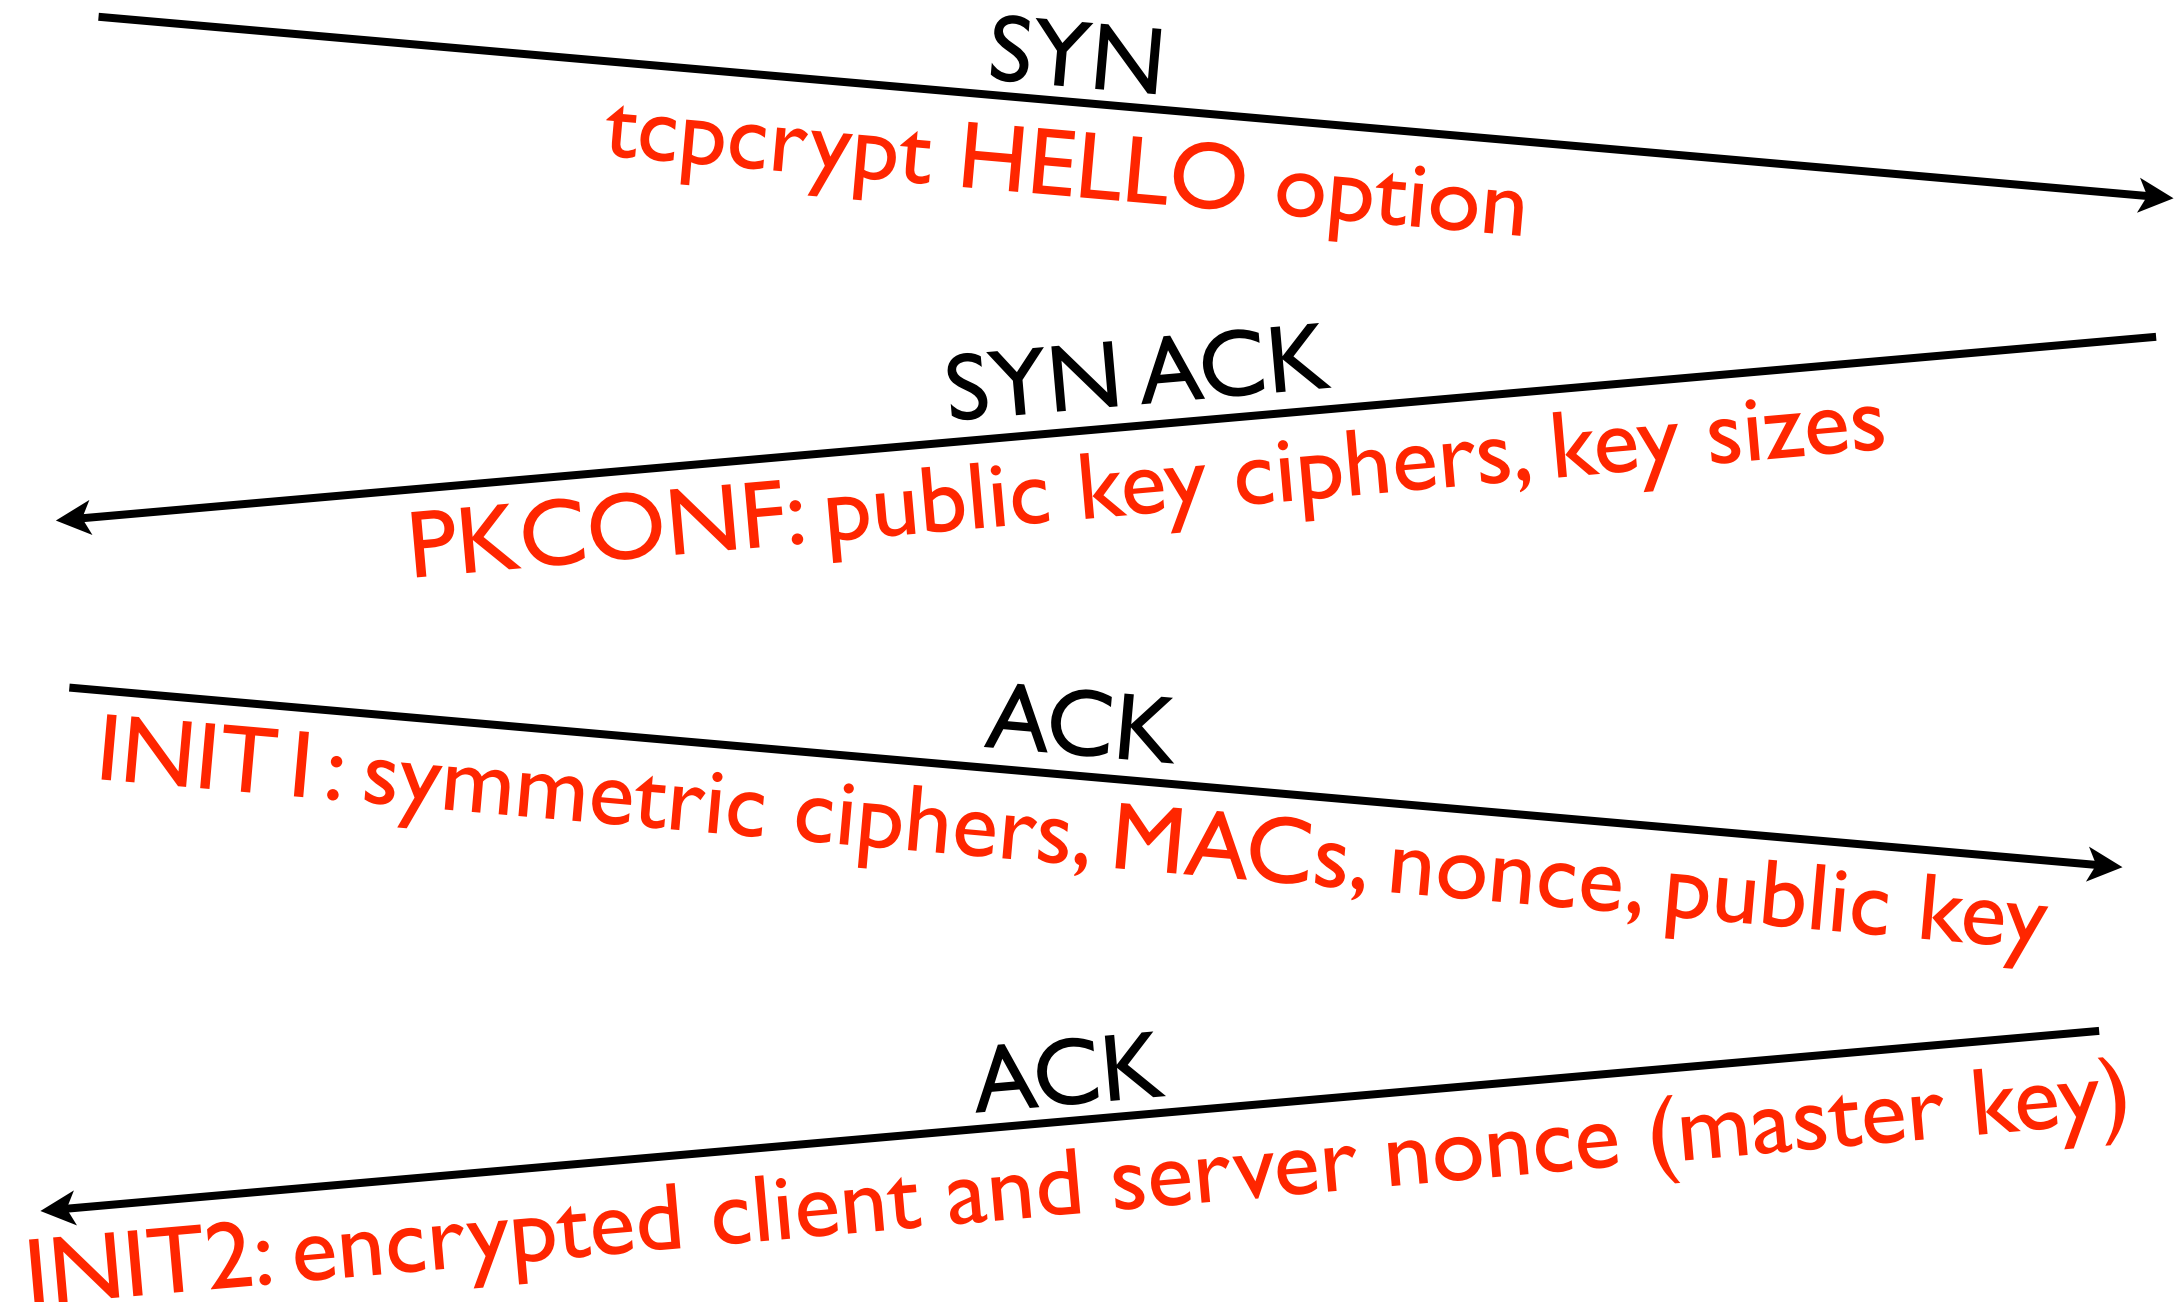 SYN
tcpcrypt HELLO option
SYN ACK
PKCONF: public key ciphers, key sizes
ACK
INIT1: symmetric ciphers, MACs, nonce, public key
ACK
INIT2: encrypted client and server nonce (master key)